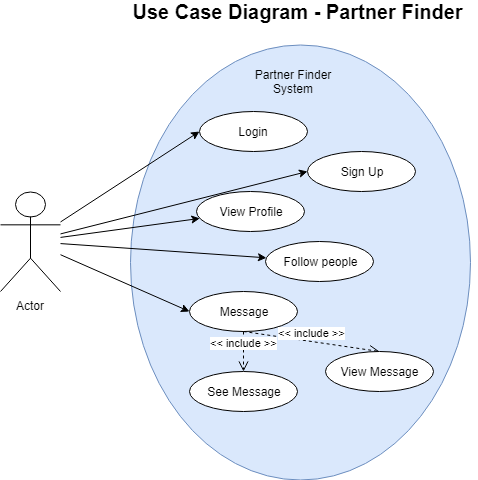 Use Case Diagram - Partner Finder
Partner Finder
System
Login
Sign Up
View Profile
Follow people
Actor
Message
<< include >>
<< include >>
View Message
See Message